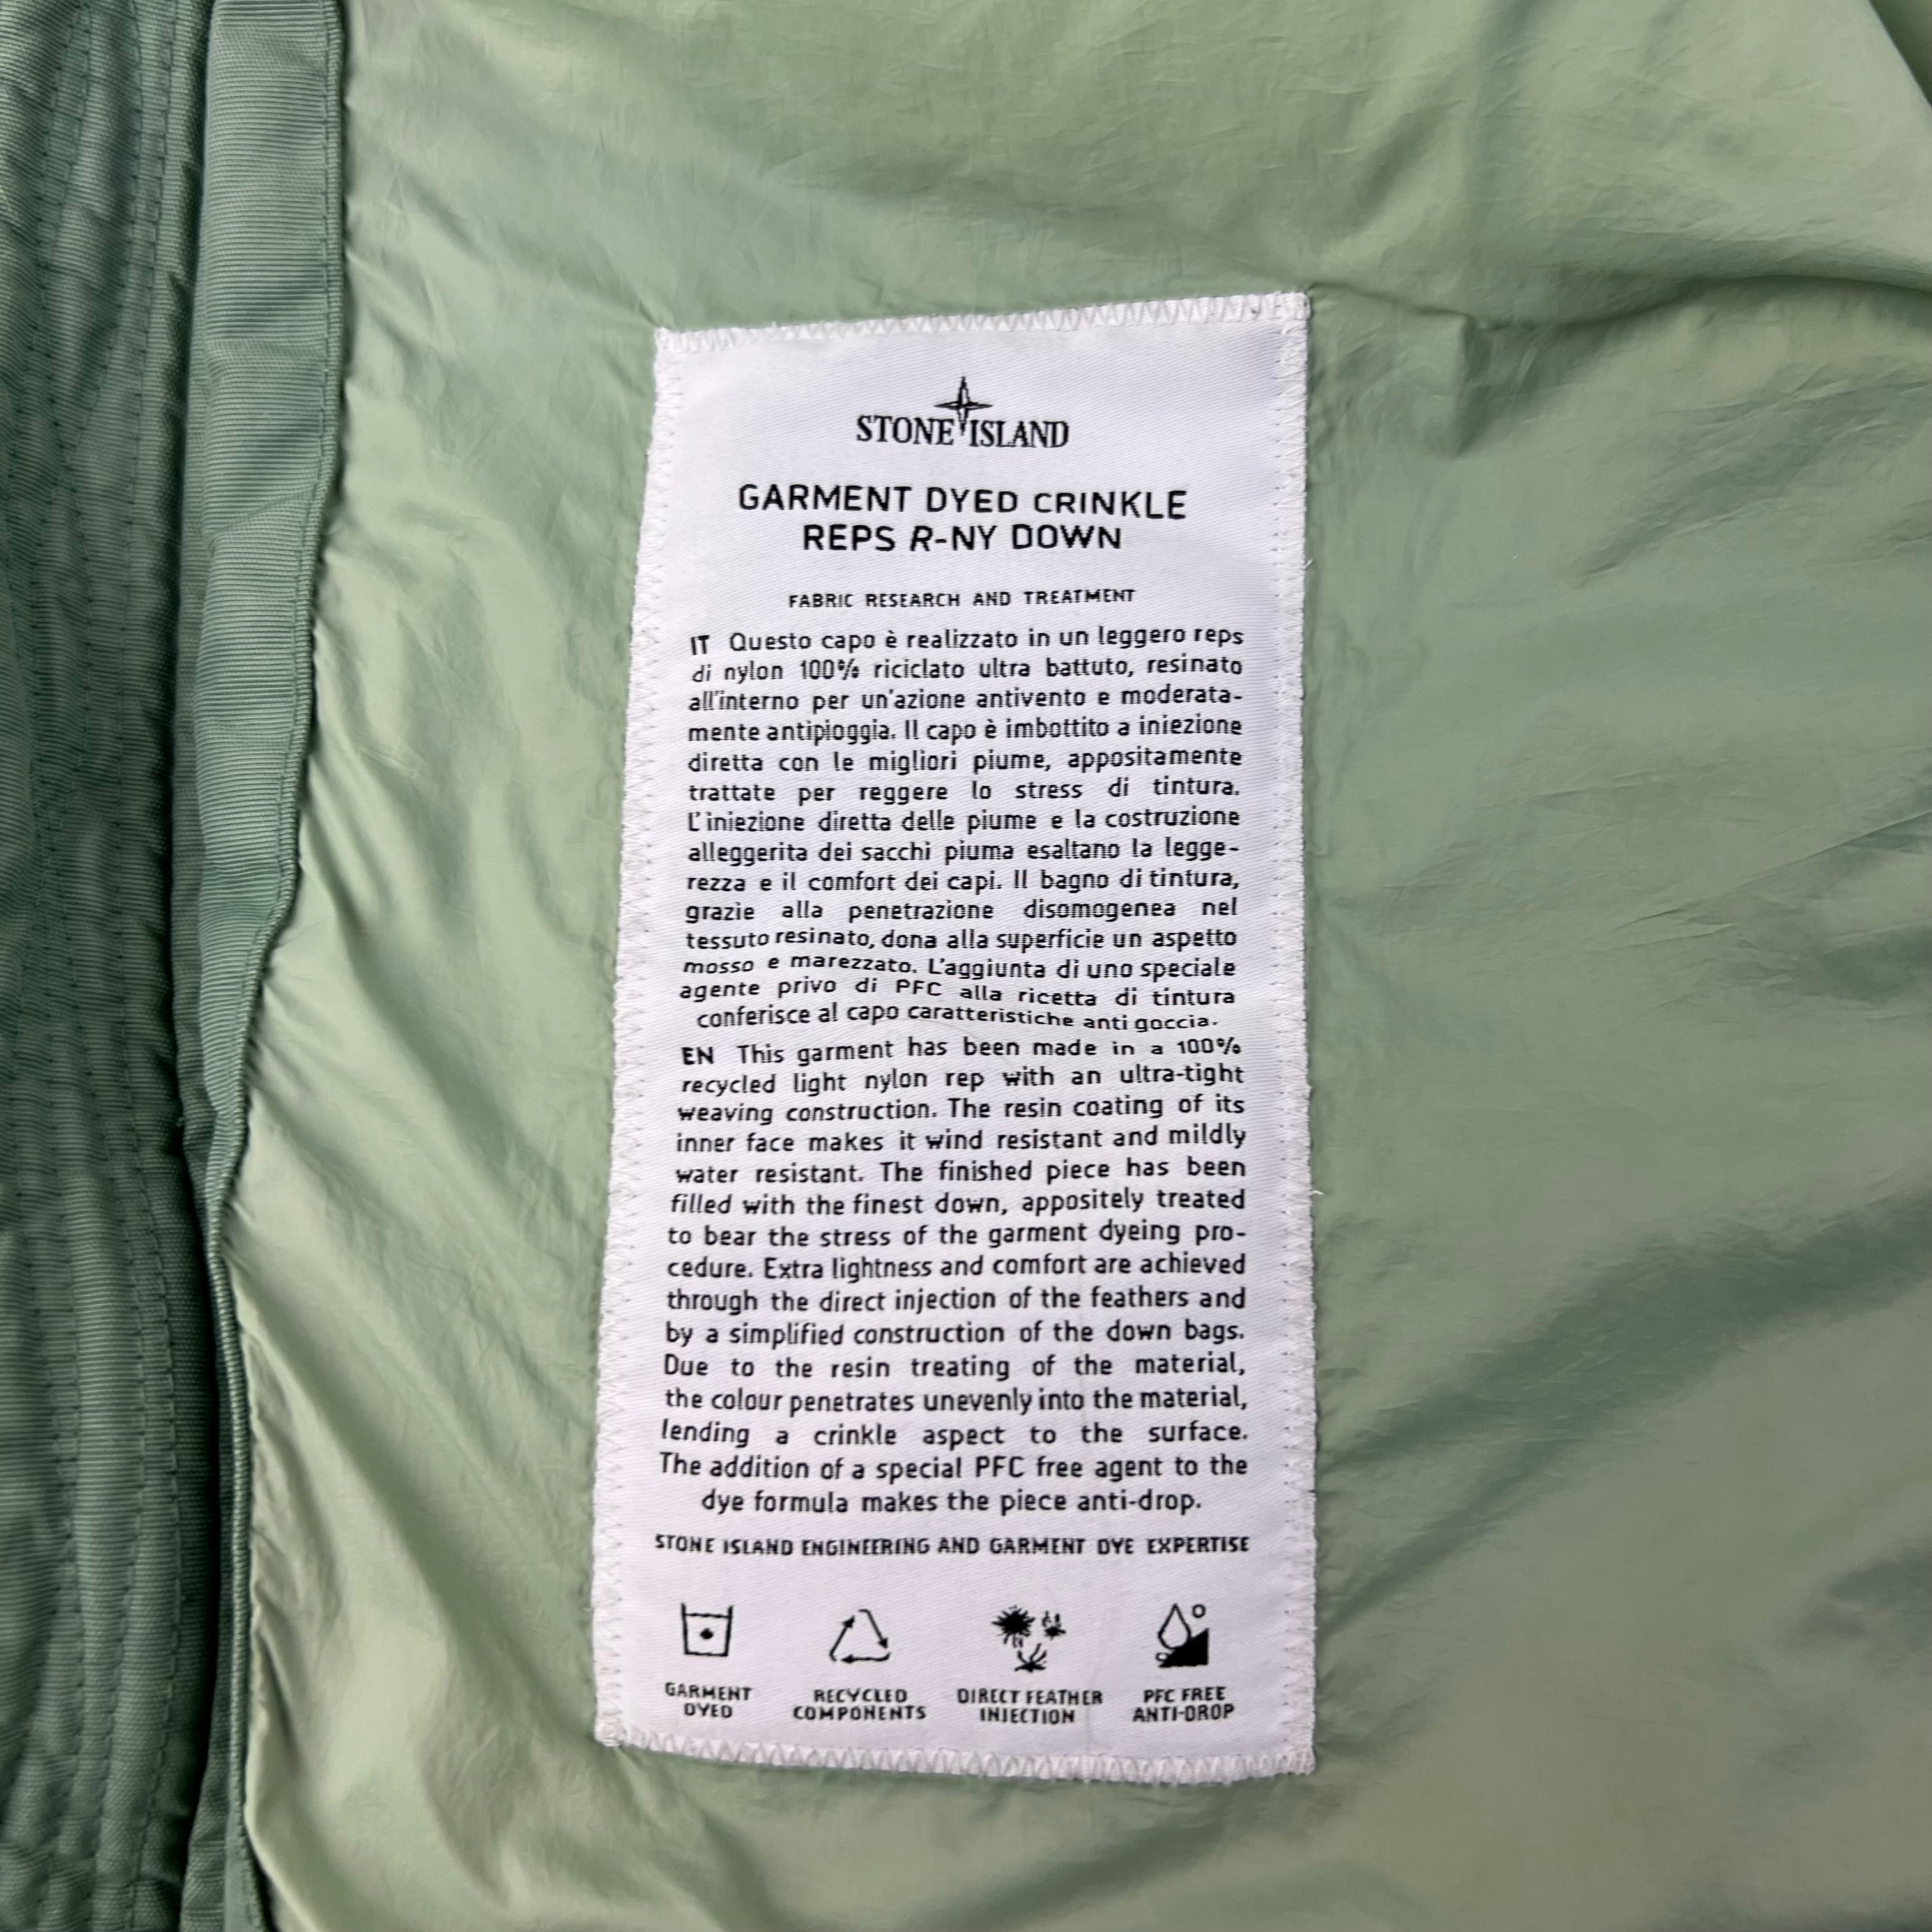 STONE ISLAND
GARMENT DYED CRINKLE
REPS R-NY DOWN
FABRIC RESEARCH AND TREATMENT
IT Questo capo è realizzato in un leggero reps
di nylon 100% riciclato ultra battuto, resinato
all'interno per un'azione antivento e moderata-
mente antipioggia. Il capo è imbottito a iniezione
diretta con le migliori piume, appositamente
trattate per reggere lo stress di tintura.
L'iniezione diretta delle piume e la costruzione
alleggerita dei sacchi piuma esaltano la legge-
rezza e il comfort dei capi. Il bagno di tintura,
grazie alla penetrazione disomogenea nel
tessuto resinato, dona alla superficie un aspetto
mosso e marezzato. L'aggiunta di uno speciale
agente privo di PFC alla ricetta di tintura
conferisce al capo caratteristiche anti goccia.
EN This garment has been made in a 100%
recycled light nylon rep with an ultra-tight
weaving construction. The resin coating of its
inner face makes it wind resistant and mildly
water resistant. The finished piece has been
filled with the finest down, appositely treated
to bear the stress of the garment dyeing pro-
cedure. Extra lightness and comfort are achieved
through the direct injection of the feathers and
by a simplified construction of the down bags.
Due to the resin treating of the material,
the colour penetrates unevenly into the material,
lending a crinkle aspect to the surface.
The addition of a special PFC free agent to the
dye formula makes the piece anti-drop.
STONE ISLAND ENGINEERING AND GARMENT DYE EXPERTISE
GARMENT
DYED
RECYCLED
COMPONENTS
DIRECT FEATHER
INJECTION
PFC FREE
ANTI-DROP